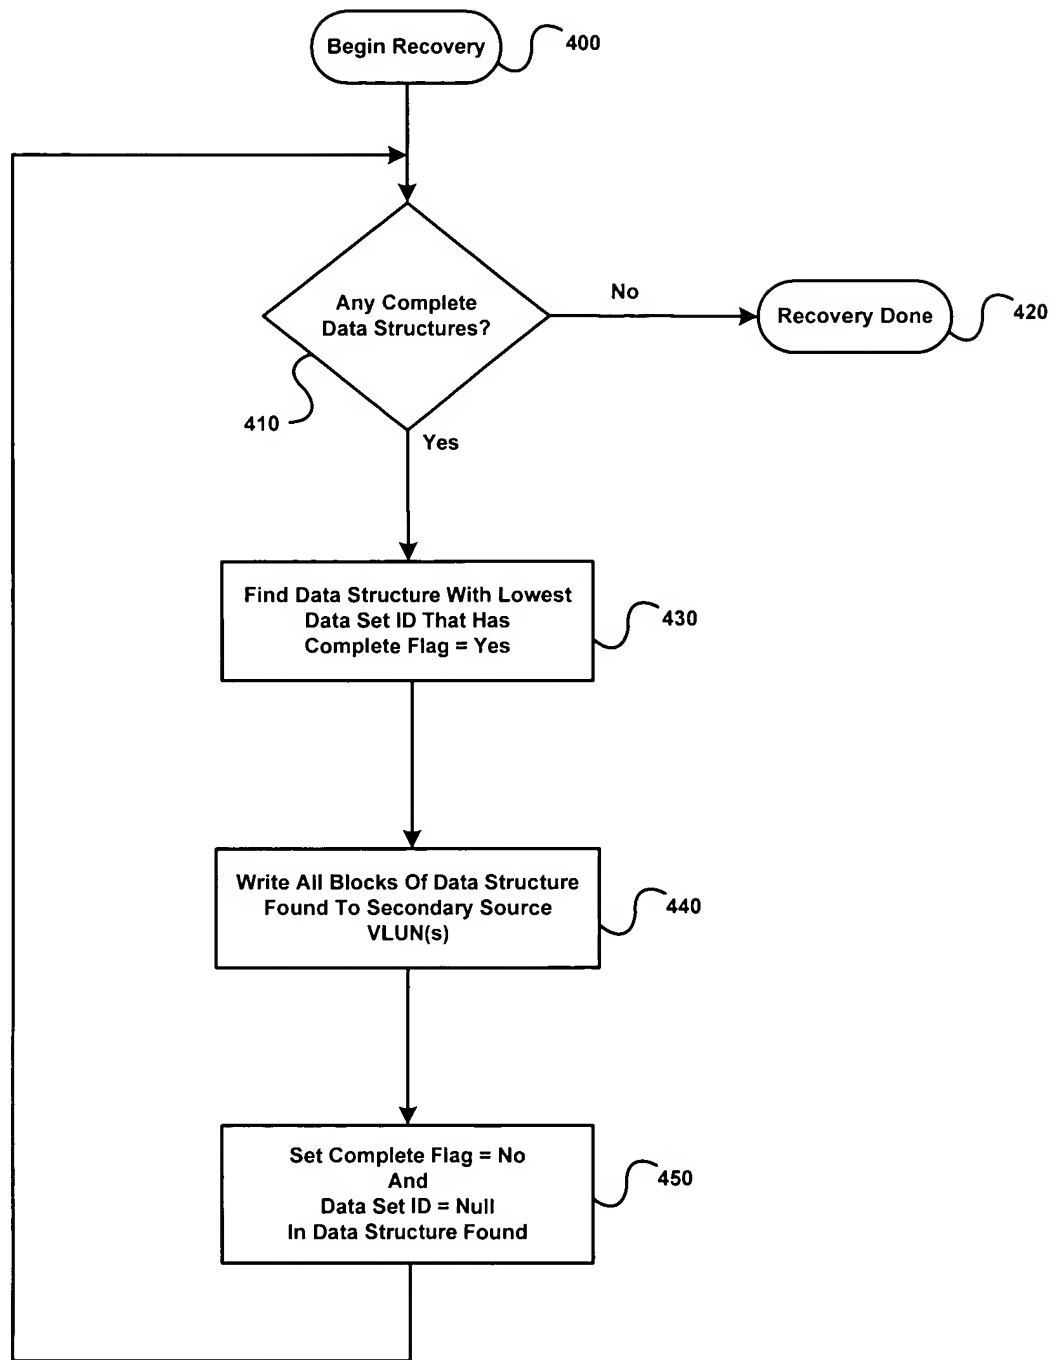 Begin Recovery
400
Any Complete
Data Structures?
No
Recovery Done
420
410
Yes
Find Data Structure With Lowest
Data Set ID That Has
Complete Flag = Yes
430
Write All Blocks Of Data Structure
Found To Secondary Source
VLUN(s)
440
Set Complete Flag = No
And
Data Set ID = Null
In Data Structure Found
450